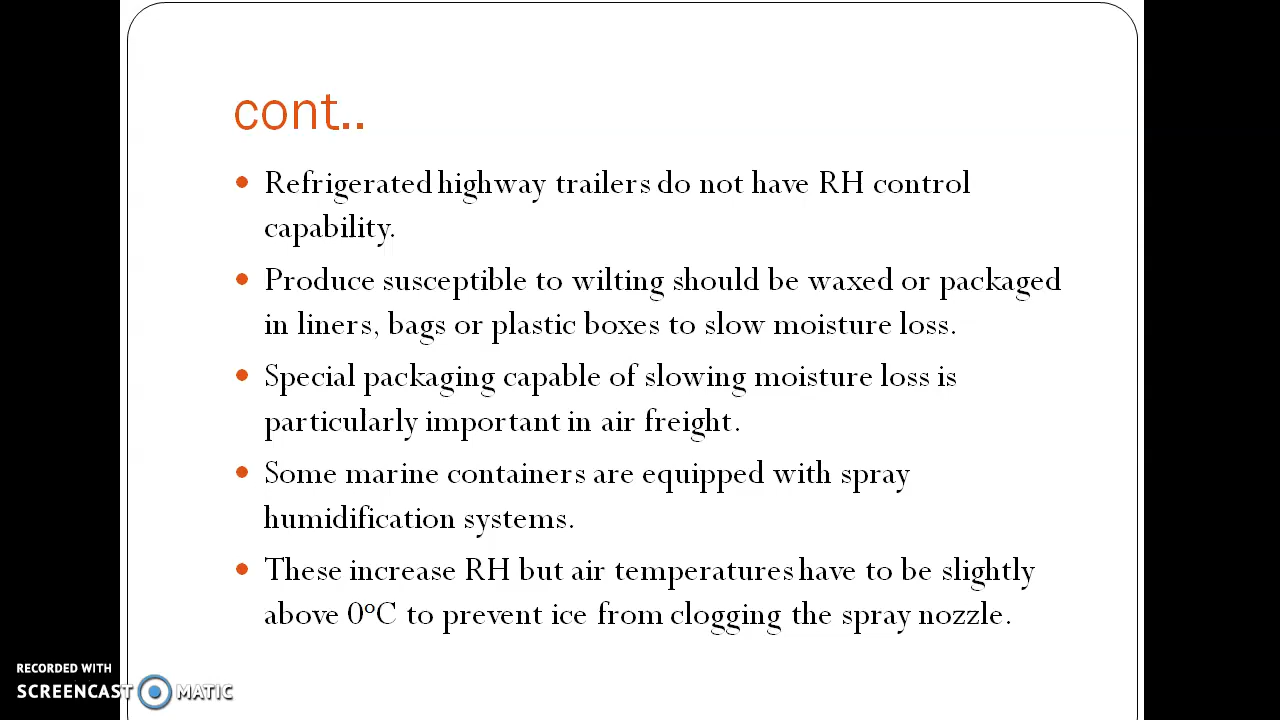 cont..
Refrigerated highway trailers do not have RH control
capability.
Produce susceptible to wilting should be waxed or packaged
in liners, bags or plastic boxes to slow moisture loss.
Special packaging capable of slowing moisture loss is
particularly important in air freight.
Some marine containers are equipped with spray
humidification systems.
These increase RH but air temperatures have to be slightly
above 0°C to prevent ice from clogging the spray nozzle.
RECORDED WITH
SCREENCAST MATIC